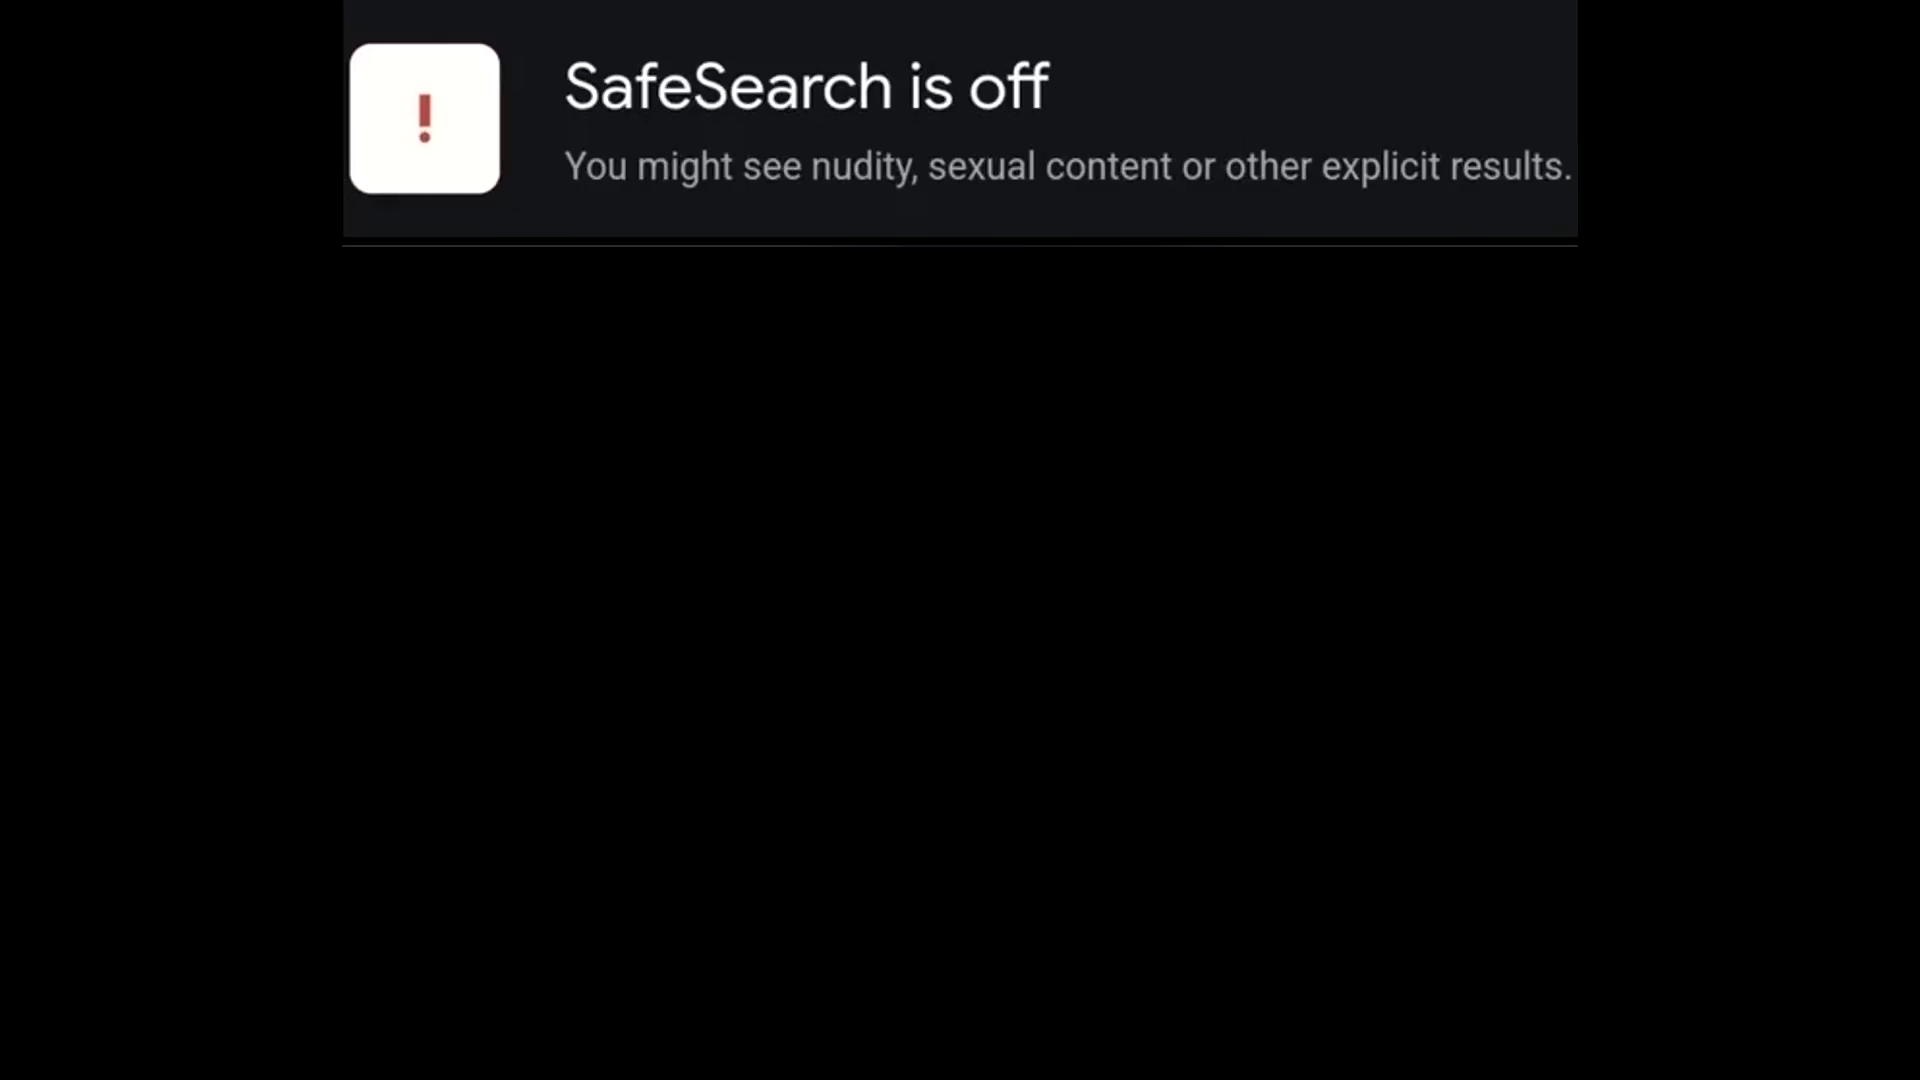 SafeSearch is off
You might see nudity, sexual content or other explicit results.